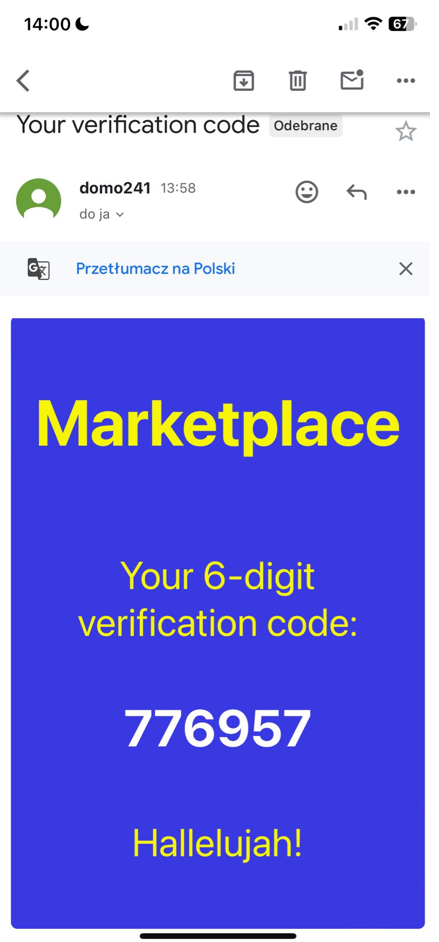 14:00
67
Your verification code Odebrane
domo241 13:58
do ja
Przetłumacz na Polski
Marketplace
Your 6-digit
verification code:
776957
Hallelujah!